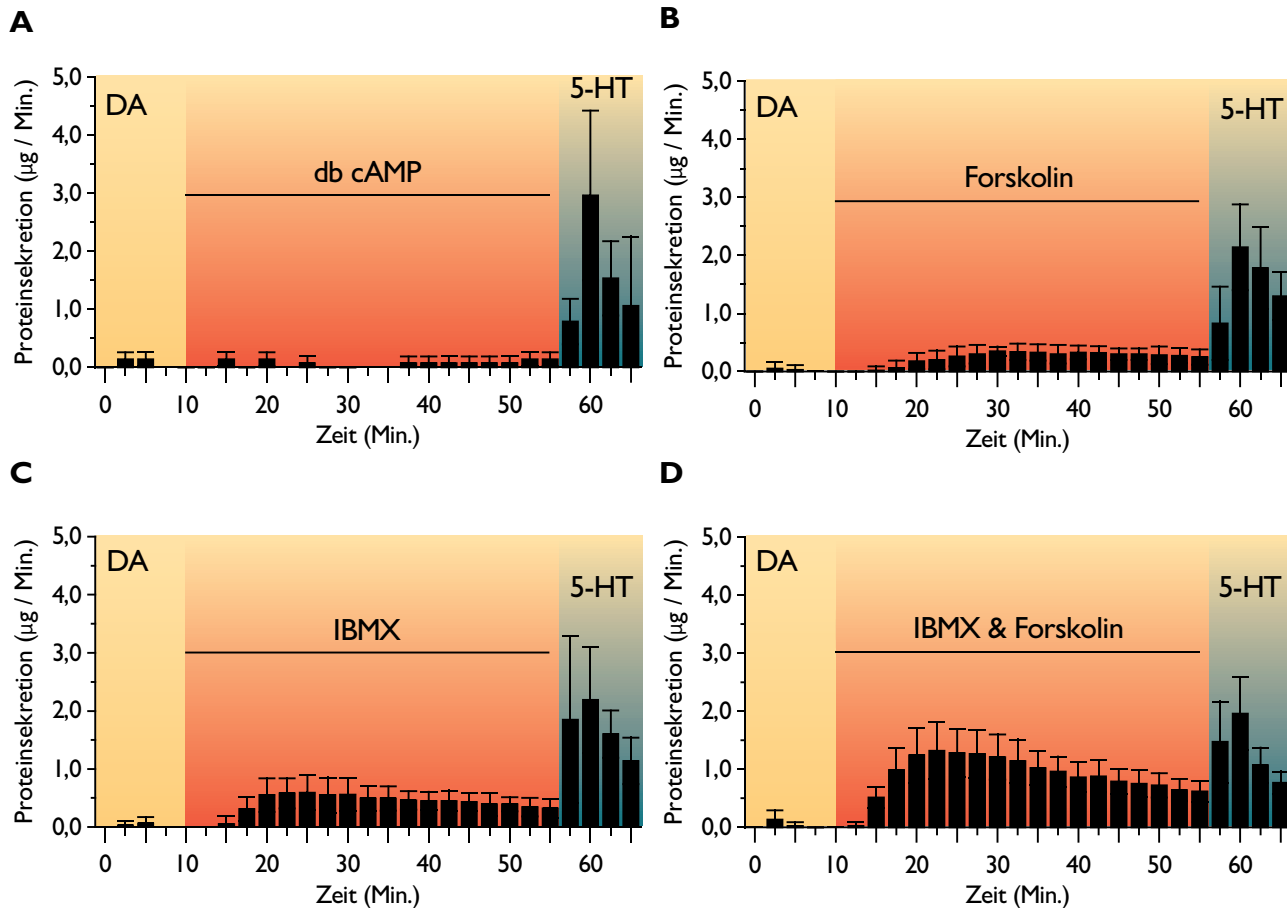 A
Proteinsekretion (µg / Min.)
5,0
4,0
3,0
2,0
1,0
0,0
DA
db cAMP
5-HT
0 10 20 30 40 50 60
Zeit (Min.)
B
Proteinsekretion (µg / Min.)
5,0
4,0
3,0
2,0
1,0
0,0
DA
Forskolin
5-HT
0 10 20 30 40 50 60
Zeit (Min.)
C
Proteinsekretion (µg / Min.)
5,0
4,0
3,0
2,0
1,0
0,0
DA
IBMX
5-HT
0 10 20 30 40 50 60
Zeit (Min.)
D
Proteinsekretion (µg / Min.)
5,0
4,0
3,0
2,0
1,0
0,0
DA
IBMX & Forskolin
5-HT
0 10 20 30 40 50 60
Zeit (Min.)